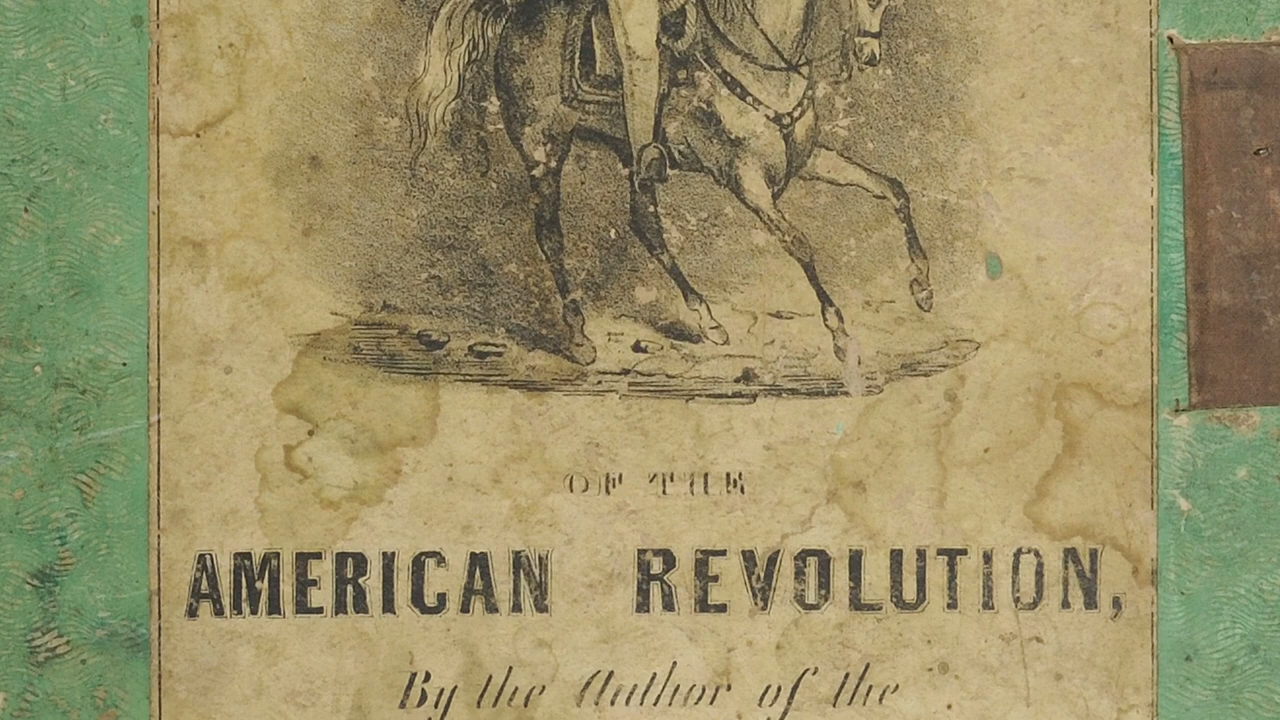 OF THE
AMERICAN REVOLUTION,
By the Author of the